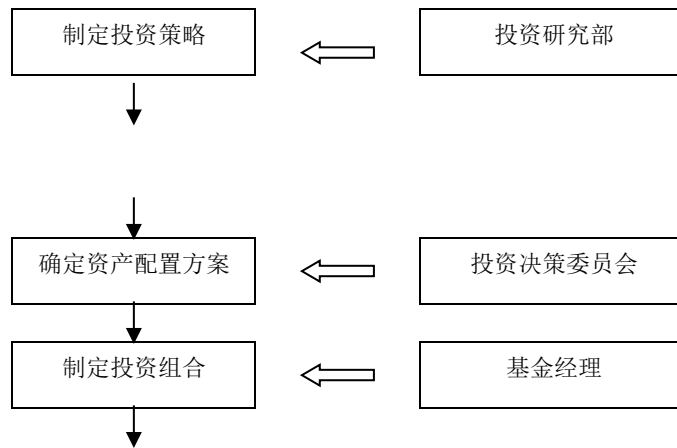 制定投资策略
投资研究部
确定资产配置方案
投资决策委员会
制定投资组合
基金经理